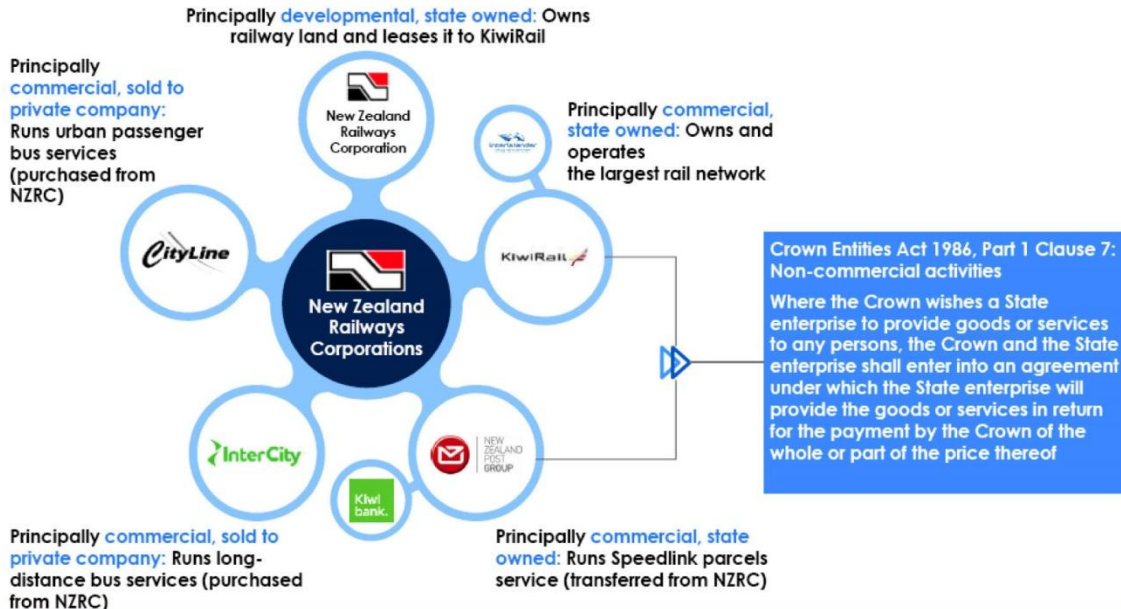 Principally developmental, state owned: Owns
railway land and leases it to KiwiRail
Principally
commercial, sold to
private company:
Runs urban passenger
bus services
(purchased from
NZRC)
New Zealand
Railways
Corporation
Principally commercial,
state owned: Owns and
operates
the largest rail network
CityLine
KiwiRail
New Zealand
Railways
Corporations
Crown Entities Act 1986, Part 1 Clause 7:
Non-commercial activities
Where the Crown wishes a State
enterprise to provide goods or services
to any persons, the Crown and the State
enterprise shall enter into an agreement
under which the State enterprise will
provide the goods or services in return
for the payment by the Crown of the
whole or part of the price thereof
InterCity
NEW
ZEALAND
POST
GROUP
Kiwi
bank.
Principally commercial, sold to
private company: Runs long-
distance bus services (purchased
from NZRC)
Principally commercial, state
owned: Runs Speedlink parcels
service (transferred from NZRC)